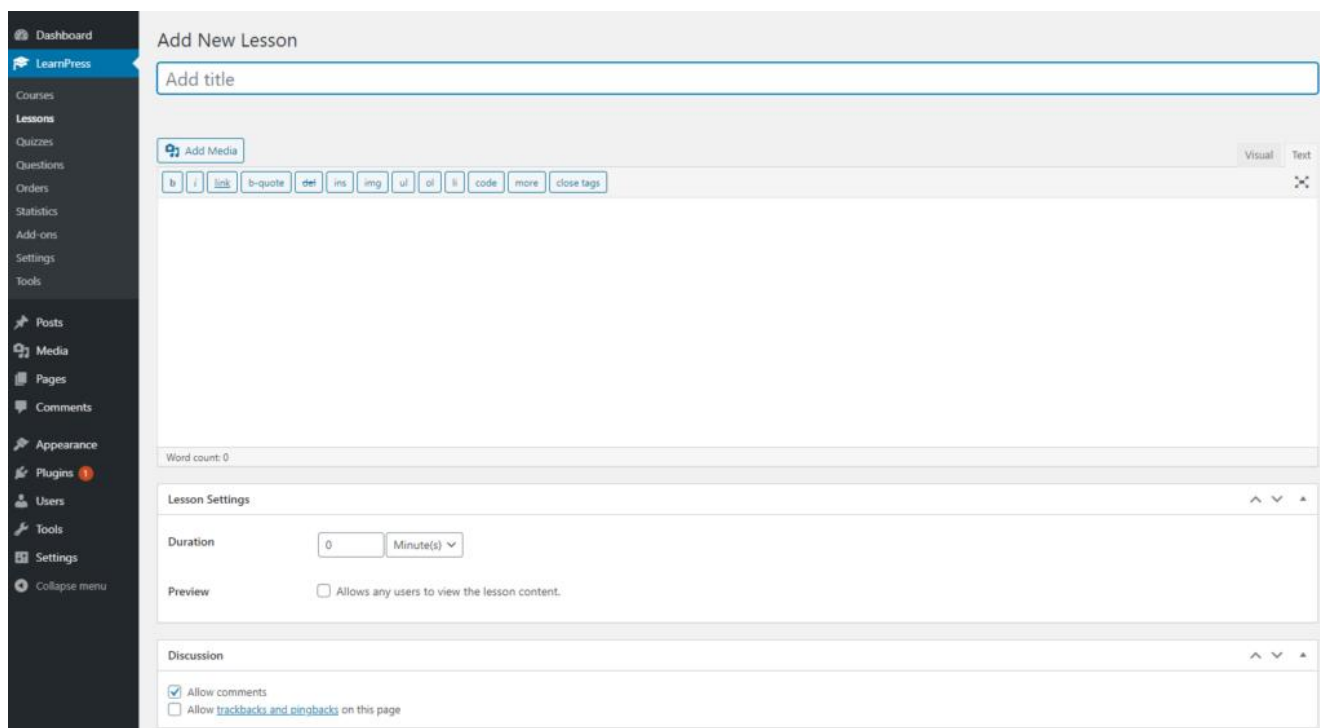 Dashboard
LearnPress
Courses
Lessons
Quizzes
Questions
Orders
Statistics
Add-ons
Settings
Tools
Posts
Media
Pages
Comments
Appearance
Plugins 1
Users
Tools
Settings
Collapse menu
Add New Lesson
Add title
Add Media
Visual Text
b i link b-quote del ins img ul ol li code more close tags
Word count: 0
Lesson Settings
Duration 0 Minute(s)
Preview Allows any users to view the lesson content.
Discussion
Allow comments
Allow trackbacks and pingbacks on this page